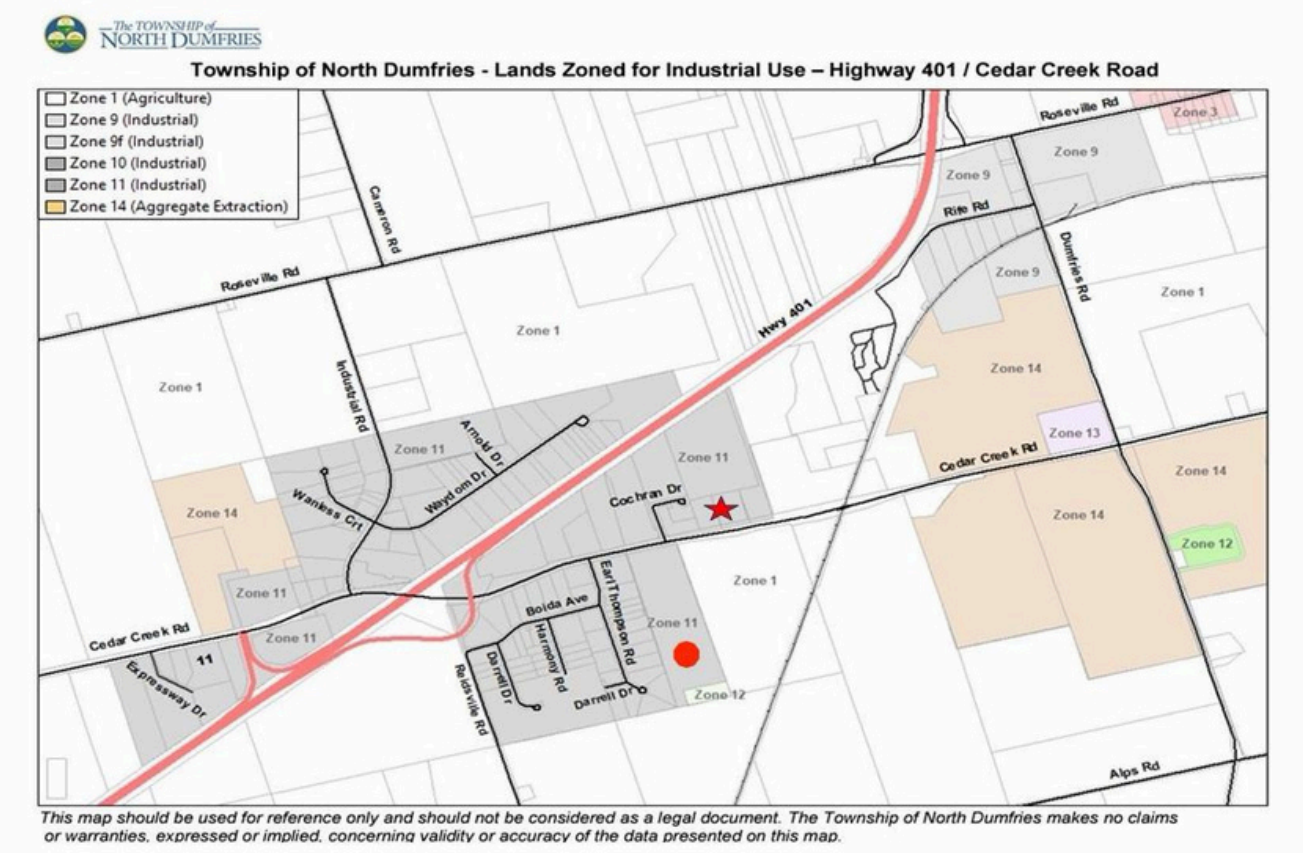 The TOWNSHIP of
NORTH DUMFRIES
Township of North Dumfries - Lands Zoned for Industrial Use – Highway 401 / Cedar Creek Road
Zone 1 (Agriculture)
Zone 9 (Industrial)
Zone 9f (Industrial)
Zone 10 (Industrial)
Zone 11 (Industrial)
Zone 14 (Aggregate Extraction)
Roseville Rd
Zone 3
Zone 9
Zone 9
Cameron Rd
Rife Rd
Dumfries Rd
Roseville Rd
Zone 9
Zone 1
Hwy 401
Zone 1
Zone 1
Industrial Rd
Zone 14
Arnold Dr
Zone 11
Zone 13
Zone 11
Cedar Creek Rd
Zone 14
Waydom Dr
Wanless Crt
Cochran Dr
Zone 14
Zone 14
Zone 12
Zone 1
Zone 11
Earl Thompson Rd
Boida Ave
Zone 11
Cedar Creek Rd
Zone 11
Harmony Rd
11
Expressway Dr
Darrell Dr
Reidsville Rd
Darrell Dr
Zone 12
Alps Rd
This map should be used for reference only and should not be considered as a legal document. The Township of North Dumfries makes no claims
or warranties, expressed or implied, concerning validity or accuracy of the data presented on this map.